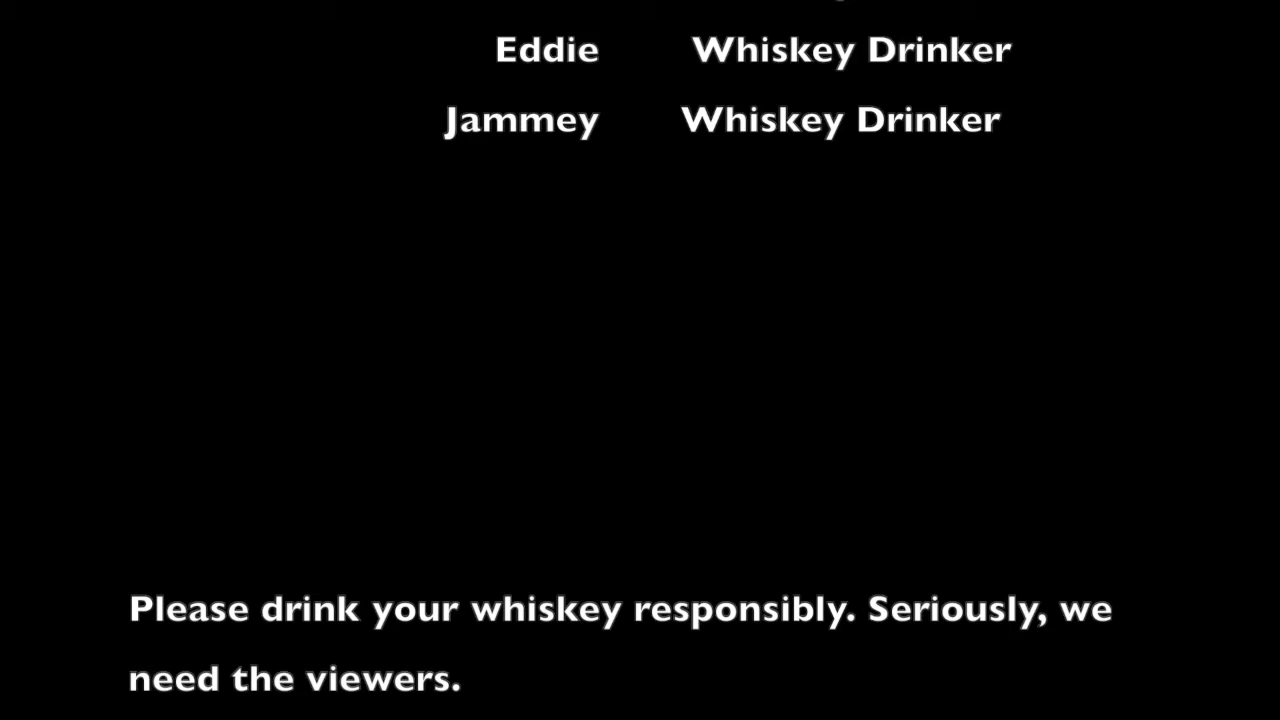 Eddie Whiskey Drinker
Jammey Whiskey Drinker
Please drink your whiskey responsibly. Seriously, we
need the viewers.